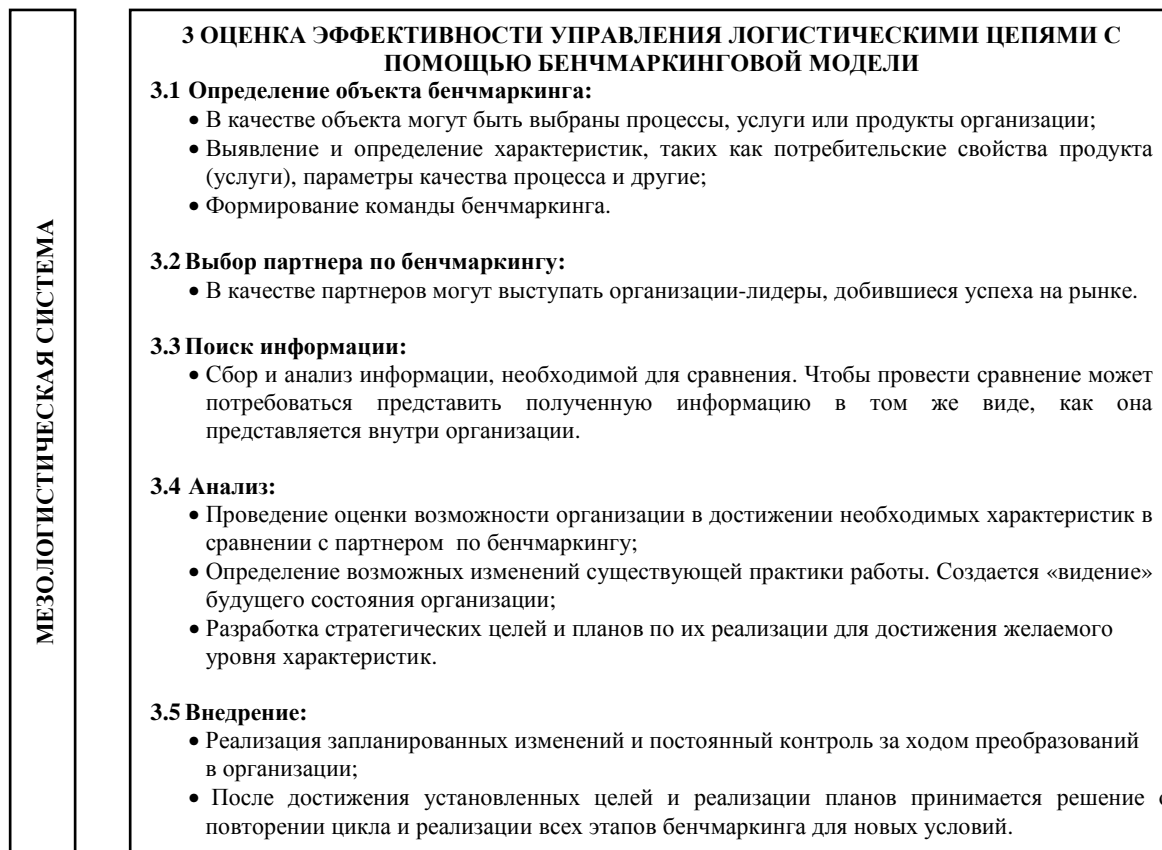 МЕЗОЛОГИСТИЧЕСКАЯ СИСТЕМА
3 ОЦЕНКА ЭФФЕКТИВНОСТИ УПРАВЛЕНИЯ ЛОГИСТИЧЕСКИМИ ЦЕПЯМИ С
ПОМОЩЬЮ БЕНЧМАРКИНГОВОЙ МОДЕЛИ
3.1 Определение объекта бенчмаркинга:
• В качестве объекта могут быть выбраны процессы, услуги или продукты организации;
• Выявление и определение характеристик, таких как потребительские свойства продукта
(услуги), параметры качества процесса и другие;
• Формирование команды бенчмаркинга.
3.2 Выбор партнера по бенчмаркингу:
• В качестве партнеров могут выступать организации-лидеры, добившиеся успеха на рынке.
3.3 Поиск информации:
• Сбор и анализ информации, необходимой для сравнения. Чтобы провести сравнение может
потребоваться представить полученную информацию в том же виде, как она
представляется внутри организации.
3.4 Анализ:
• Проведение оценки возможности организации в достижении необходимых характеристик в
сравнении с партнером по бенчмаркингу;
• Определение возможных изменений существующей практики работы. Создается «видение»
будущего состояния организации;
• Разработка стратегических целей и планов по их реализации для достижения желаемого
уровня характеристик.
3.5 Внедрение:
• Реализация запланированных изменений и постоянный контроль за ходом преобразований
в организации;
• После достижения установленных целей и реализации планов принимается решение
повторении цикла и реализации всех этапов бенчмаркинга для новых условий.